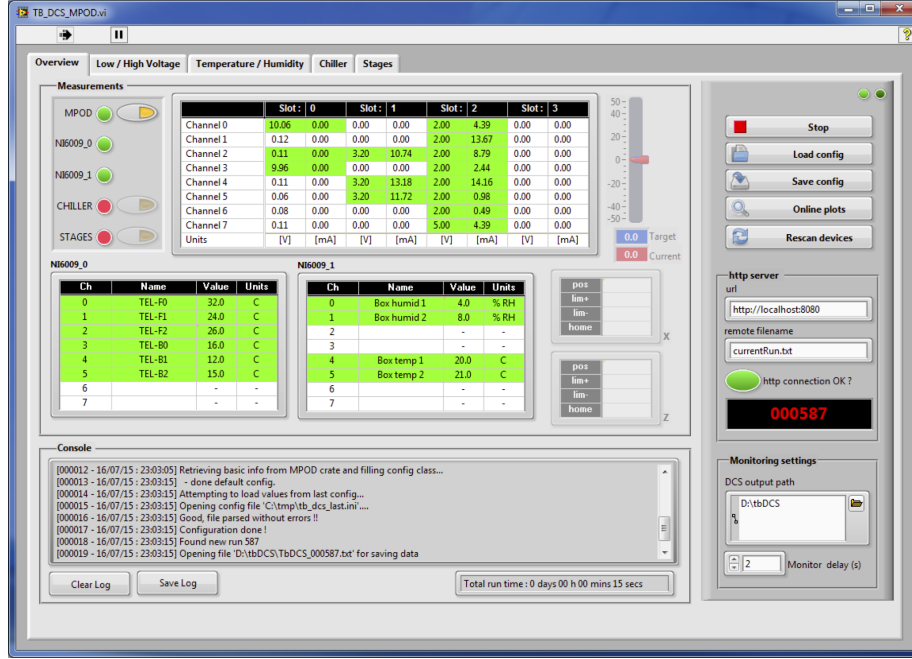 TB_DCS_MPOD.vi
Overview Low / High Voltage Temperature / Humidity Chiller Stages
Measurements
MPOD
NI6009_0
NI6009_1
CHILLER
STAGES
Slot: 0 Slot: 1 Slot: 2 Slot: 3
Channel 0 10.06 0.00 0.00 0.00 2.00 4.39 0.00 0.00
Channel 1 0.12 0.00 0.00 0.00 2.00 13.67 0.00 0.00
Channel 2 0.11 0.00 3.20 10.74 2.00 8.79 0.00 0.00
Channel 3 9.96 0.00 0.00 0.00 2.00 2.44 0.00 0.00
Channel 4 0.11 0.00 3.20 13.18 2.00 14.16 0.00 0.00
Channel 5 0.06 0.00 3.20 11.72 2.00 0.98 0.00 0.00
Channel 6 0.08 0.00 0.00 0.00 2.00 0.49 0.00 0.00
Channel 7 0.11 0.00 0.00 0.00 5.00 4.39 0.00 0.00
Units [V] [mA] [V] [mA] [V] [mA] [V] [mA]
50
40
20
0
-20
-40
-50
0.0 Target
0.0 Current
NI6009_0
Ch Name Value Units
0 TEL-F0 32.0 C
1 TEL-F1 24.0 C
2 TEL-F2 26.0 C
3 TEL-B0 16.0 C
4 TEL-B1 12.0 C
5 TEL-B2 15.0 C
6 - -
7 - -
NI6009_1
Ch Name Value Units
0 Box humid 1 4.0 % RH
1 Box humid 2 8.0 % RH
2 - -
3 - -
4 Box temp 1 20.0 C
5 Box temp 2 21.0 C
6 - -
7 - -
pos
lim+
lim-
home
X
pos
lim+
lim-
home
Z
Console
[000012 - 16/07/15 : 23:03:05] Retrieving basic info from MPOD crate and filling config class...
[000013 - 16/07/15 : 23:03:15] - done default config.
[000014 - 16/07/15 : 23:03:15] Attempting to load values from last config...
[000015 - 16/07/15 : 23:03:15] Opening config file 'C:\tmp\tb_dcs_last.ini'....
[000016 - 16/07/15 : 23:03:15] Good, file parsed without errors !!
[000017 - 16/07/15 : 23:03:15] Configuration done !
[000018 - 16/07/15 : 23:03:15] Found new run 587
[000019 - 16/07/15 : 23:03:15] Opening file 'D:\tbDCS\TbDCS_000587.txt' for saving data
Clear Log Save Log Total run time : 0 days 00 h 00 mins 15 secs
Stop
Load config
Save config
Online plots
Rescan devices
http server
url
http://localhost:8080
remote filename
currentRun.txt
http connection OK ?
000587
Monitoring settings
DCS output path
D:\tbDCS
2 Monitor delay (s)